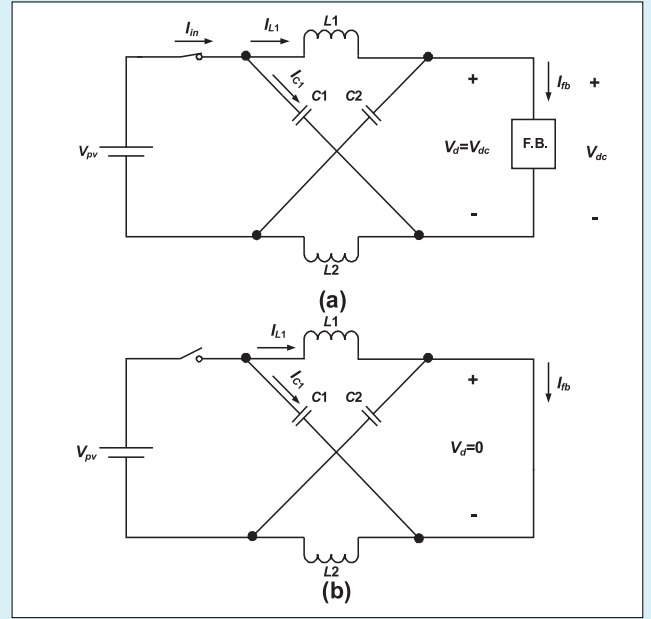 I_in I_L1 L1
I_C1 C1 C2 + I_fb +
V_pv V_d=V_dc F.B. V_dc
- -
L2
(a)
I_L1 L1
I_C1 C1 C2 + I_fb
V_pv V_d=0
-
L2
(b)